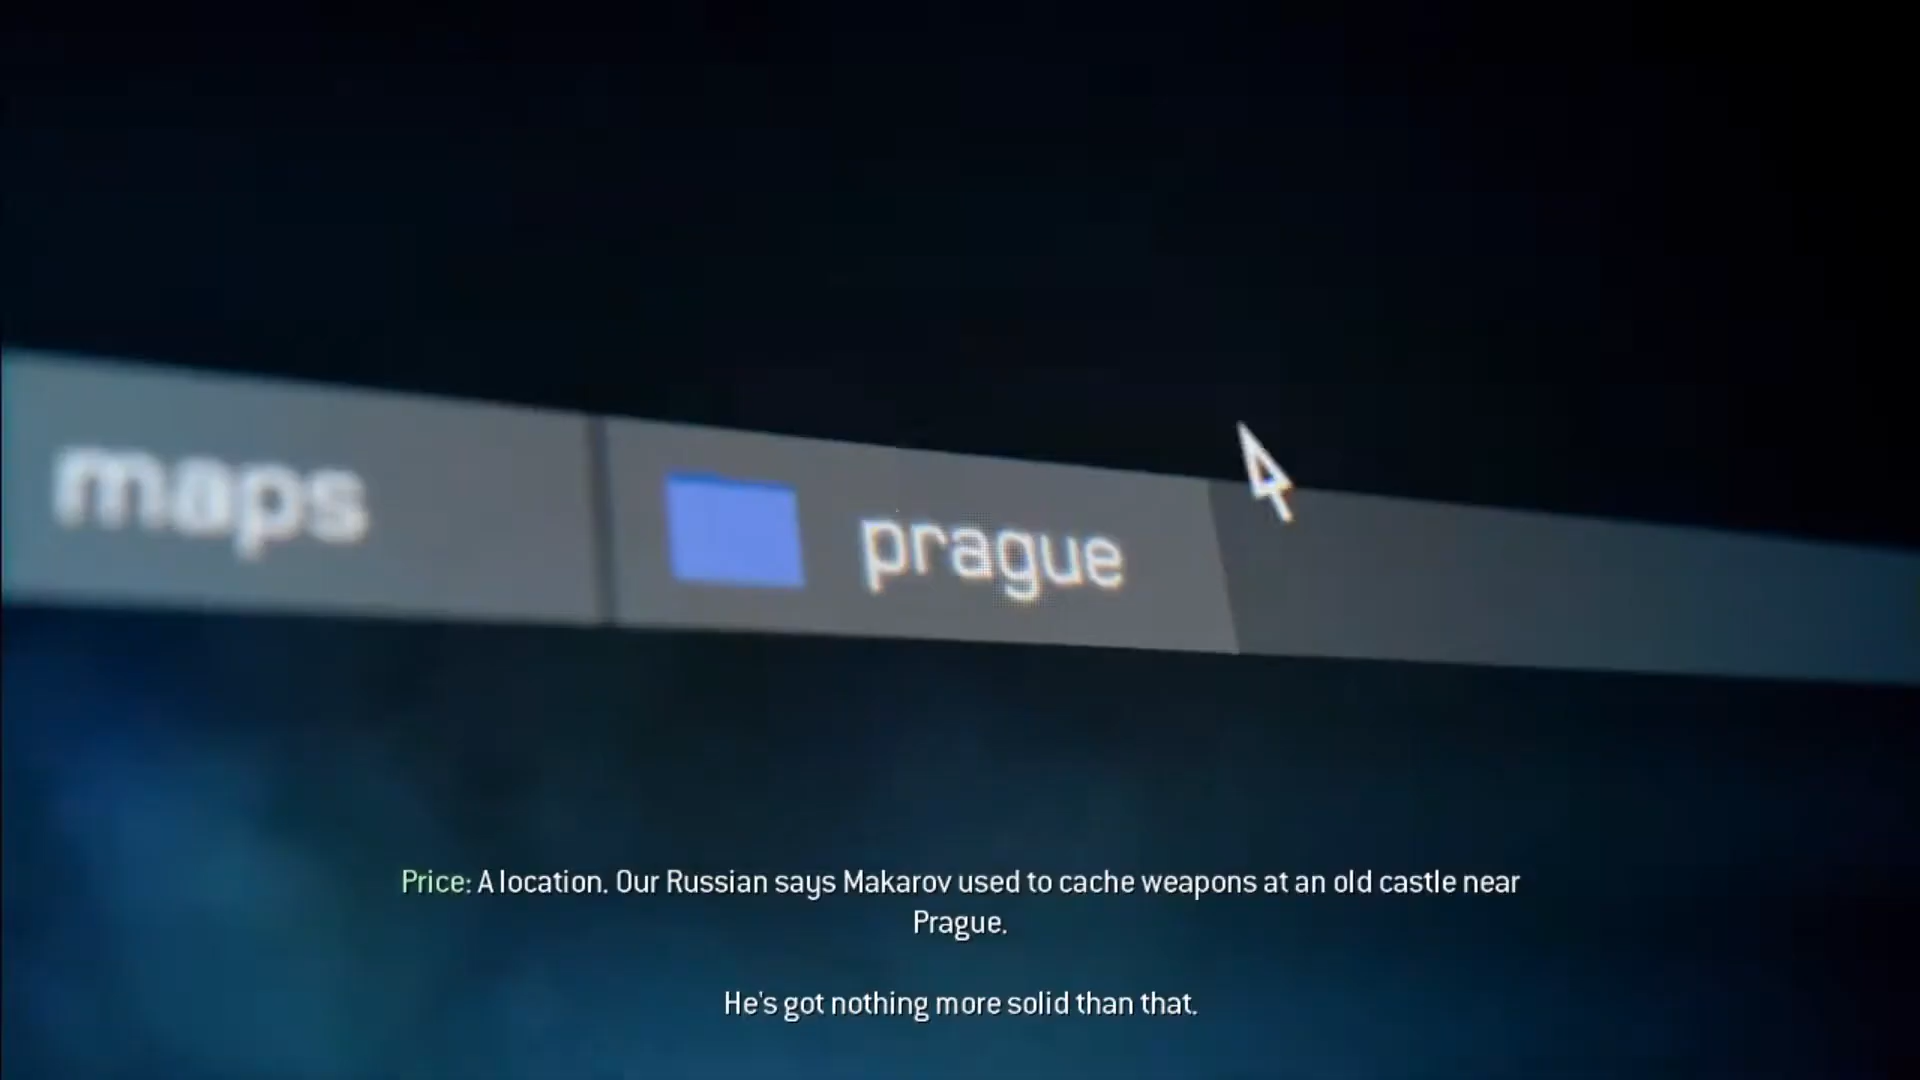 maps
prague
Price: A location. Our Russian says Makarov used to cache weapons at an old castle near
Prague.
He's got nothing more solid than that.